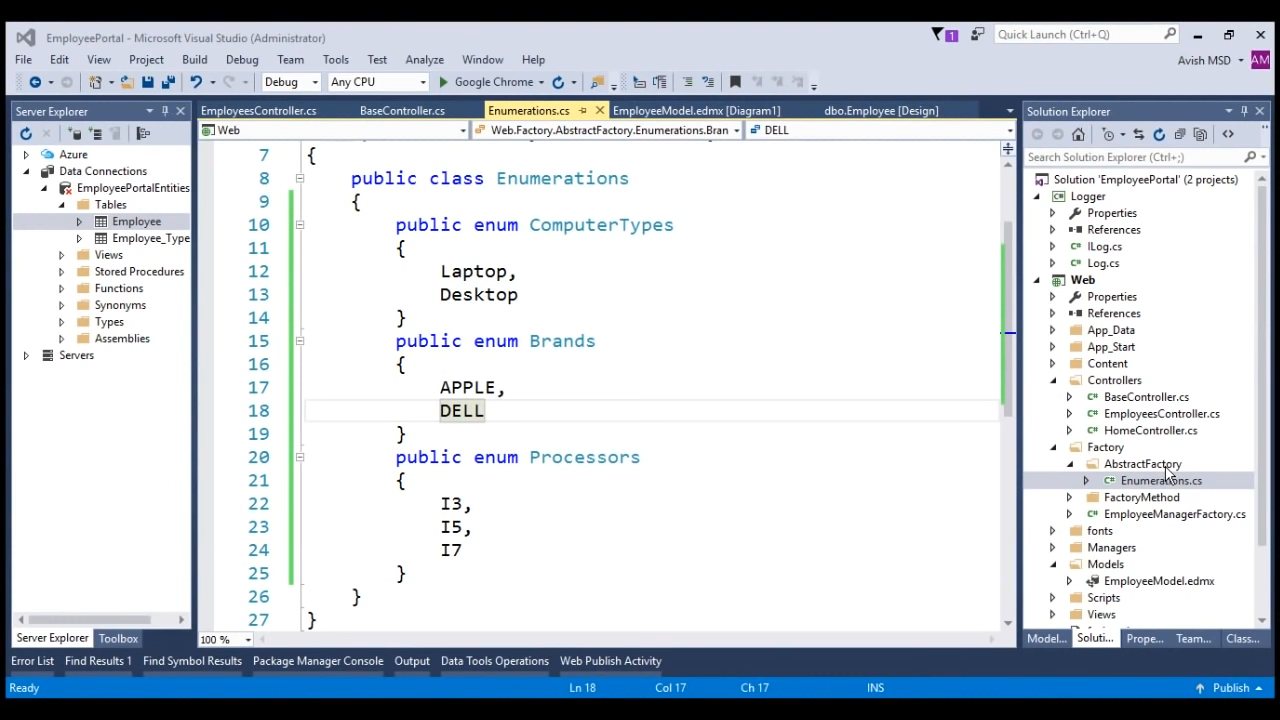 EmployeePortal - Microsoft Visual Studio (Administrator)
1
Quick Launch (Ctrl+Q)
File Edit View Project Build Debug Team Tools Test Analyze Window Help
Avish MSD AM
Debug Any CPU Google Chrome
Server Explorer
Azure
Data Connections
EmployeePortalEntities
Tables
Employee
Employee_Type
Views
Stored Procedures
Functions
Synonyms
Types
Assemblies
Servers
Server Explorer Toolbox
EmployeesController.cs BaseController.cs Enumerations.cs EmployeeModel.edmx [Diagram1] dbo.Employee [Design]
Web Web.Factory.AbstractFactory.Enumerations.Bran DELL
7 {
8 public class Enumerations
9 {
10 public enum ComputerTypes
11 {
12 Laptop,
13 Desktop
14 }
15 public enum Brands
16 {
17 APPLE,
18 DELL
19 }
20 public enum Processors
21 {
22 I3,
23 I5,
24 I7
25 }
26 }
27 }
100 %
Solution Explorer
Search Solution Explorer (Ctrl+;)
Solution 'EmployeePortal' (2 projects)
Logger
Properties
References
ILog.cs
Log.cs
Web
Properties
References
App_Data
App_Start
Content
Controllers
BaseController.cs
EmployeesController.cs
HomeController.cs
Factory
AbstractFactory
Enumerations.cs
FactoryMethod
EmployeeManagerFactory.cs
fonts
Managers
Models
EmployeeModel.edmx
Scripts
Views
Model... Soluti... Prope... Team... Class...
Error List Find Results 1 Find Symbol Results Package Manager Console Output Data Tools Operations Web Publish Activity
Ready Ln 18 Col 17 Ch 17 INS Publish